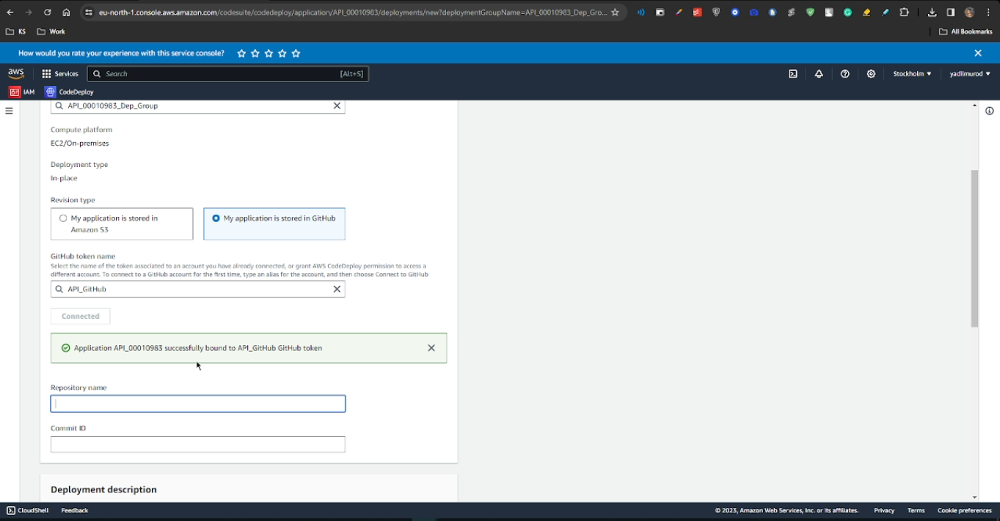 eu-north-1.console.aws.amazon.com/codesuite/codedeploy/application/API_00010983/deployments/new?deploymentGroupName=API_00010983_Dep_Gro...
KS Work All Bookmarks
How would you rate your experience with this service console?
aws Services Search [Alt+S] Stockholm yadilmurod
IAM CodeDeploy
API_00010983_Dep_Group
Compute platform
EC2/On-premises
Deployment type
In-place
Revision type
My application is stored in
Amazon S3
My application is stored in GitHub
GitHub token name
Select the name of the token associated to an account you have already connected, or grant AWS CodeDeploy permission to access a
different account. To connect to a GitHub account for the first time, type an alias for the account, and then choose Connect to GitHub
API_GitHub
Connected
Application API_00010983 successfully bound to API_GitHub GitHub token
Repository name
Commit ID
Deployment description
CloudShell Feedback © 2023, Amazon Web Services, Inc. or its affiliates. Privacy Terms Cookie preferences